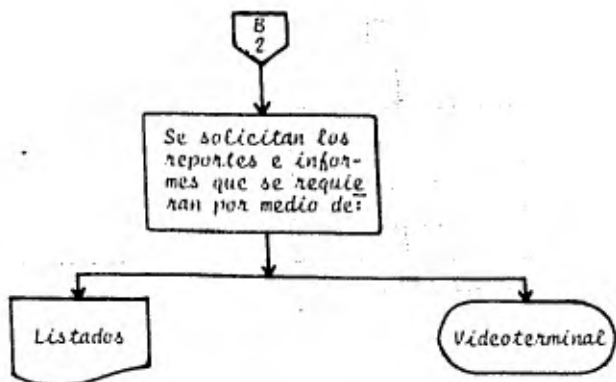 B
2
Se solicitan los
reportes e infor-
mes que se requie
ran por medio de:
Listados
Videoterminal